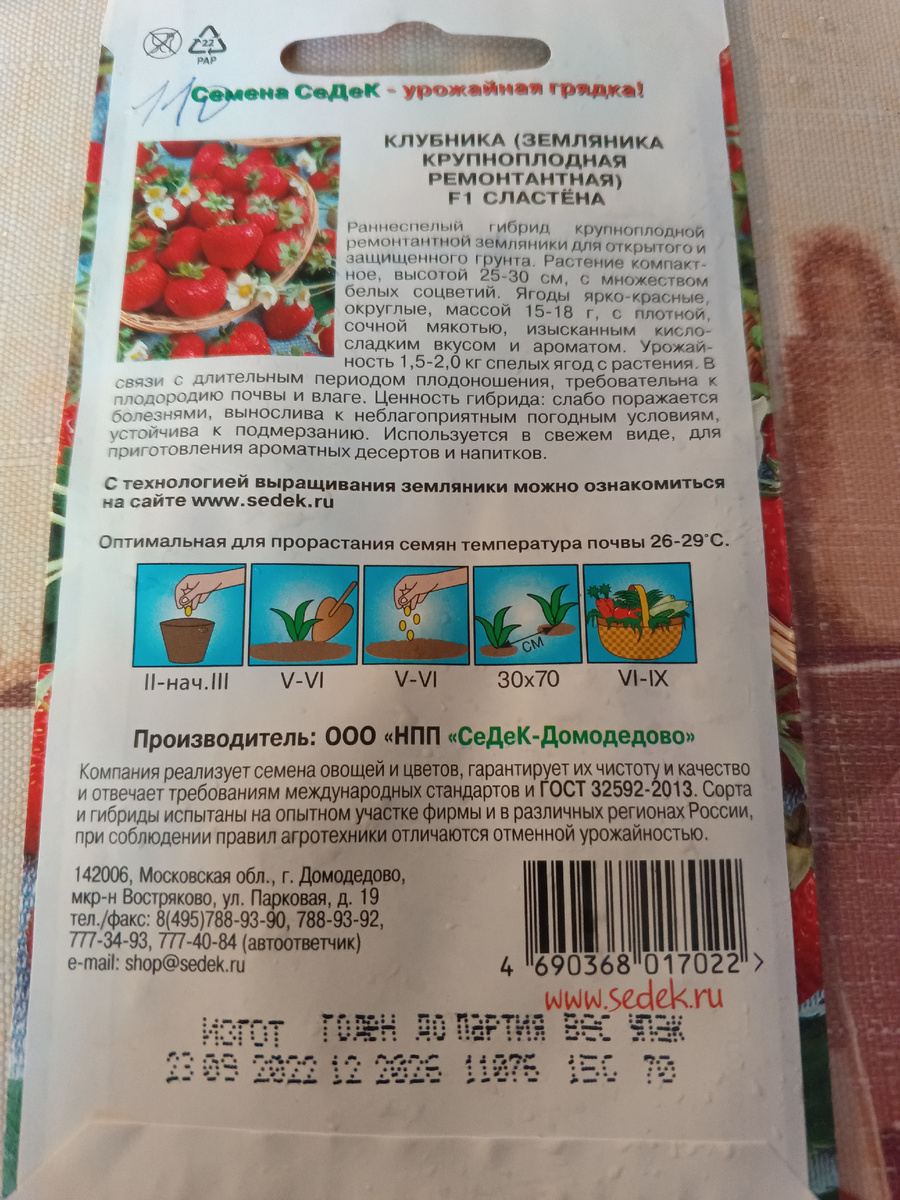 22
PAP
110
Семена СеДеК - урожайная грядка!
КЛУБНИКА (ЗЕМЛЯНИКА
КРУПНОПЛОДНАЯ
РЕМОНТАНТНАЯ)
F1 СЛАСТЁНА
Раннеспелый гибрид крупноплодной
ремонтантной земляники для открытого и
защищенного грунта. Растение компакт-
ное, высотой 25-30 см, с множеством
белых соцветий. Ягоды ярко-красные,
округлые, массой 15-18 г, с плотной,
сочной мякотью, изысканным кисло-
сладким вкусом и ароматом. Урожай-
ность 1,5-2,0 кг спелых ягод с растения. В
связи с длительным периодом плодоношения, требовательна к
плодородию почвы и влаге. Ценность гибрида: слабо поражается
болезнями, вынослива к неблагоприятным погодным условиям,
устойчива к подмерзанию. Используется в свежем виде, для
приготовления ароматных десертов и напитков.
С технологией выращивания земляники можно ознакомиться
на сайте www.sedek.ru
Оптимальная для прорастания семян температура почвы 26-29°С.
СМ
II-нач.III V-VI V-VI 30х70 VI-IX
Производитель: ООО «НПП «СеДеК-Домодедово»
Компания реализует семена овощей и цветов, гарантирует их чистоту и качество
и отвечает требованиям международных стандартов и ГОСТ 32592-2013. Сорта
и гибриды испытаны на опытном участке фирмы и в различных регионах России,
при соблюдении правил агротехники отличаются отменной урожайностью.
142006, Московская обл., г. Домодедово,
мкр-н Востряково, ул. Парковая, д. 19
тел./факс: 8(495)788-93-90, 788-93-92,
777-34-93, 777-40-84 (автоответчик)
e-mail: shop@sedek.ru
4 690368 017022 >
www.sedek.ru
ИЗГОТ ГОДЕН ДО ПАРТИЯ ВЕС УПАК
23 09 2022 12 2026 11076 1ЕС 70